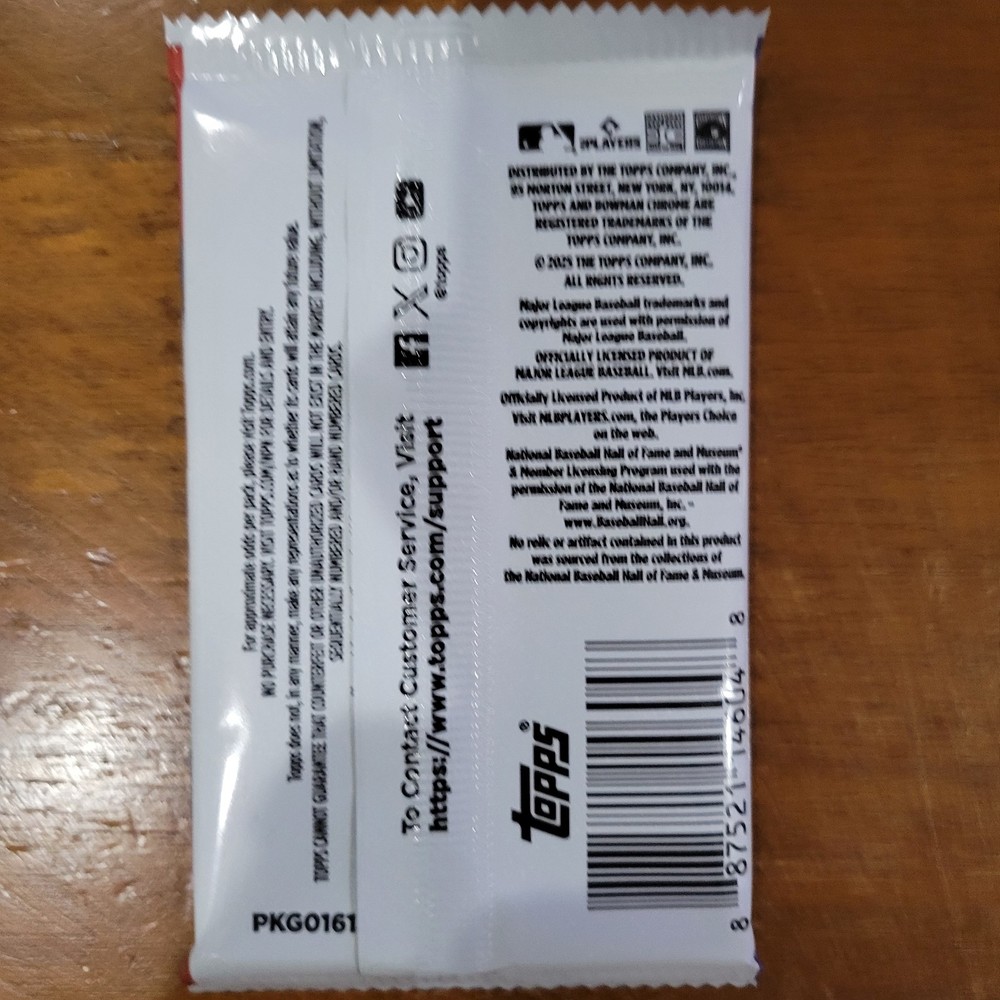 PLAYERS
DISTRIBUTED BY THE TOPPS COMPANY, INC.,
95 MORTON STREET, NEW YORK, NY, 10014.
TOPPS AND BOWMAN CHROME ARE
REGISTERED TRADEMARKS OF THE
TOPPS COMPANY, INC.
© 2025 THE TOPPS COMPANY, INC.
ALL RIGHTS RESERVED.
Major League Baseball trademarks and
copyrights are used with permission of
Major League Baseball.
OFFICIALLY LICENSED PRODUCT OF
MAJOR LEAGUE BASEBALL. Visit MLB.com.
Officially Licensed Product of MLB Players, Inc.
Visit MLBPLAYERS.com, the Players Choice
on the web.
National Baseball Hall of Fame and Museum®
& Member Licensing Program used with the
permission of the National Baseball Hall of
Fame and Museum, Inc. -
www.BaseballHall.org.
No relic or artifact contained in this product
was sourced from the collections of
the National Baseball Hall of Fame & Museum.
For approximate odds per pack, please visit Topps.com.
NO PURCHASE NECESSARY. VISIT TOPPS.COM/NPN FOR DETAILS AND ENTRY.
Topps does not, in any manner, make any representations as to whether its cards will attain any future value.
TOPPS CANNOT GUARANTEE THAT COUNTERFEIT OR OTHER UNAUTHORIZED CARDS WILL NOT EXIST IN THE MARKET INCLUDING, WITHOUT LIMITATION,
SEQUENTIALLY NUMBERED AND/OR HAND NUMBERED CARDS.
To Contact Customer Service, Visit
https://www.topps.com/support
@topps
topps®
8 87521 14604 8
PKG0161